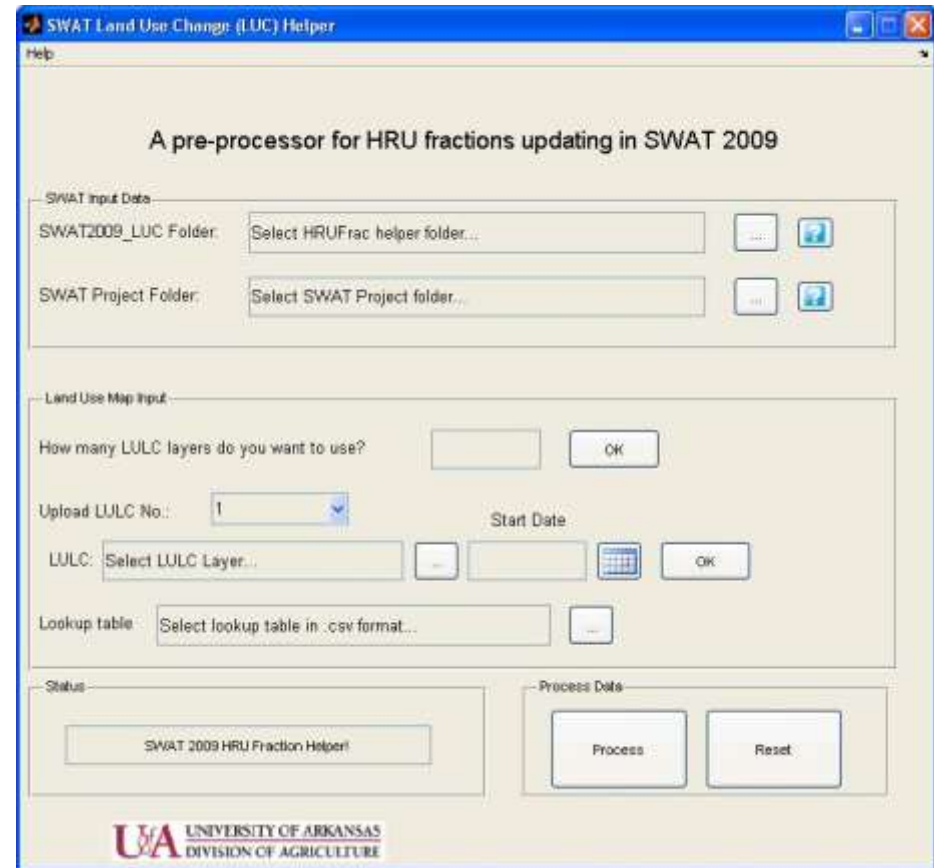 SWAT Land Use Change (LUC) Helper
Help
A pre-processor for HRU fractions updating in SWAT 2009
SWAT Input Data
SWAT2009_LUC Folder: Select HRUFrac helper folder... ...
SWAT Project Folder: Select SWAT Project folder... ...
Land Use Map Input
How many LULC layers do you want to use? OK
Upload LULC No.: 1
Start Date
LULC: Select LULC Layer... ... OK
Lookup table Select lookup table in .csv format... ...
Status
Process Data
SWAT 2009 HRU Fraction Helper!
Process Reset
UofA UNIVERSITY OF ARKANSAS
DIVISION OF AGRICULTURE